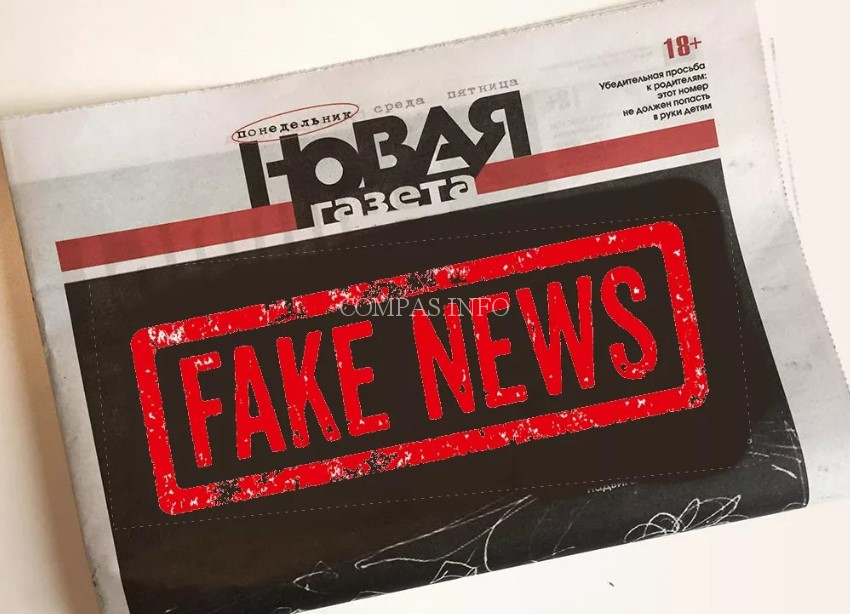 18+
Убедительная просьба
к родителям:
этот номер
не должен попасть
в руки детям
понедельник среда пятница
НОВАЯ
газета
FAKE NEWS
COMPAS INFO